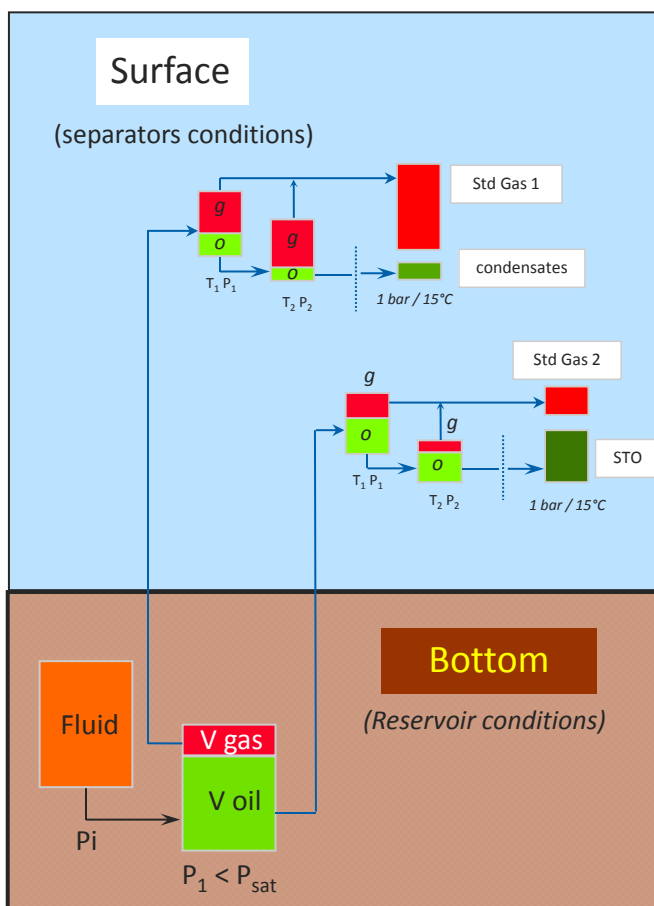 Surface
(separators conditions)
g
o
T₁ P₁
g
o
T₂ P₂
Std Gas 1
condensates
1 bar / 15°C
g
o
T₁ P₁
g
o
T₂ P₂
Std Gas 2
STO
1 bar / 15°C
Bottom
(Reservoir conditions)
Fluid
Pi
V gas
V oil
P₁ < Pₛₐₜ